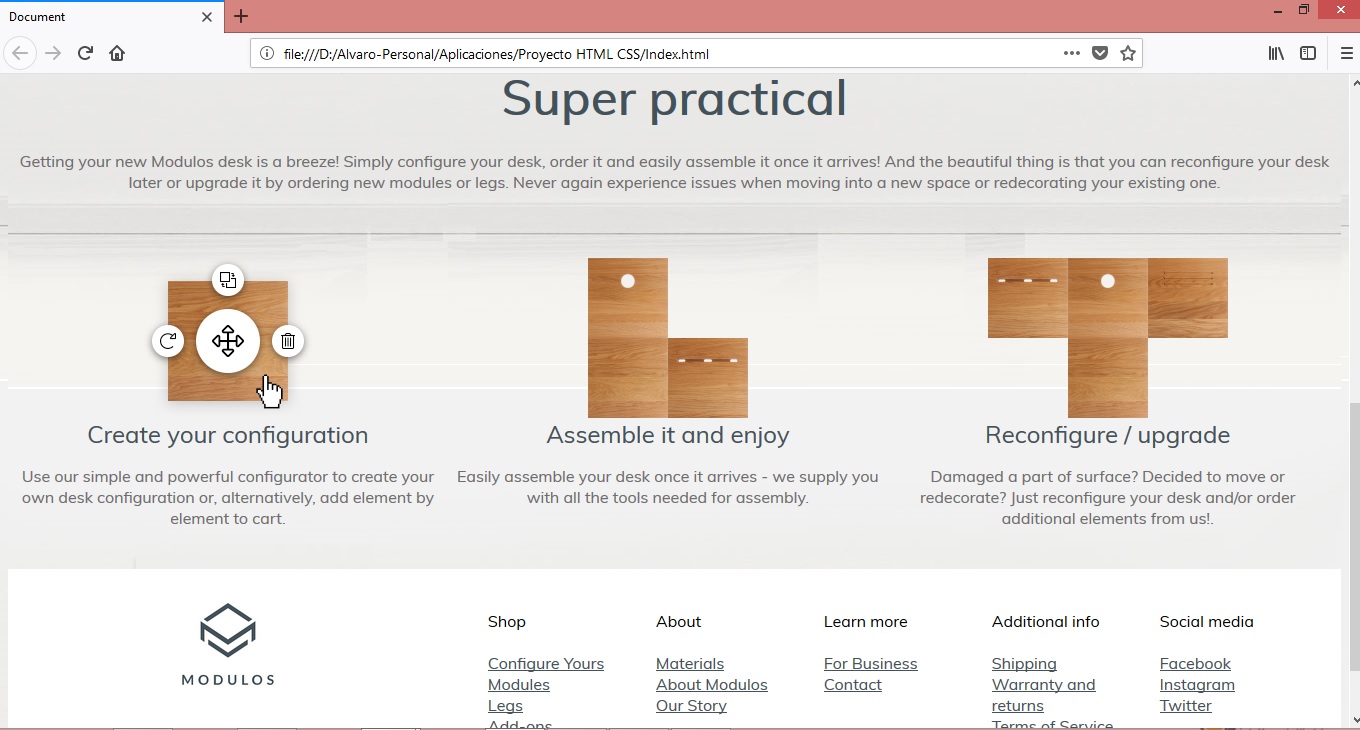 Document
file:///D:/Alvaro-Personal/Aplicaciones/Proyecto HTML CSS/Index.html
Super practical
Getting your new Modulos desk is a breeze! Simply configure your desk, order it and easily assemble it once it arrives! And the beautiful thing is that you can reconfigure your desk
later or upgrade it by ordering new modules or legs. Never again experience issues when moving into a new space or redecorating your existing one.
Create your configuration
Use our simple and powerful configurator to create your
own desk configuration or, alternatively, add element by
element to cart.
Assemble it and enjoy
Easily assemble your desk once it arrives - we supply you
with all the tools needed for assembly.
Reconfigure / upgrade
Damaged a part of surface? Decided to move or
redecorate? Just reconfigure your desk and/or order
additional elements from us!.
MODULOS
Shop
Configure Yours
Modules
Legs
Add-ons
About
Materials
About Modulos
Our Story
Learn more
For Business
Contact
Additional info
Shipping
Warranty and
returns
Terms of Service
Social media
Facebook
Instagram
Twitter